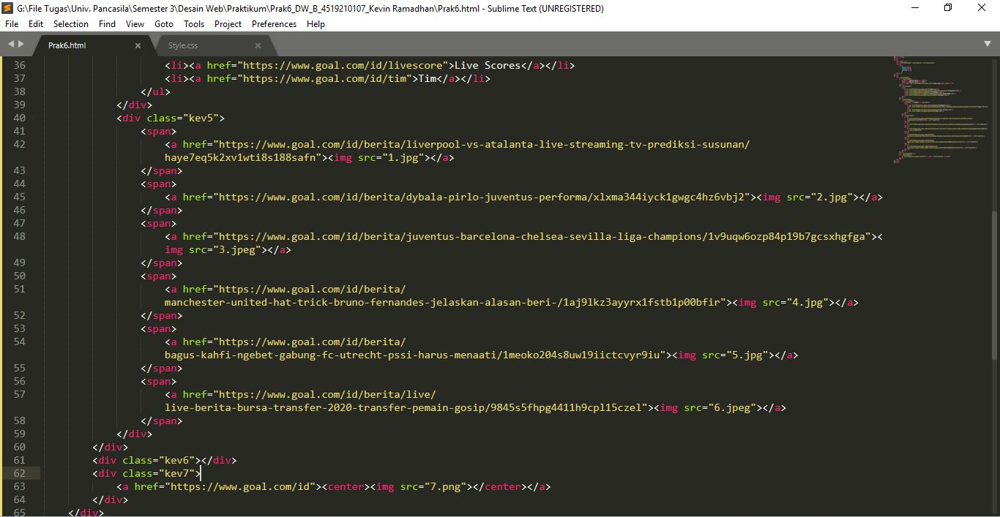 G:\File Tugas\Univ. Pancasila\Semester 3\Desain Web\Praktikum\Prak6_DW_B_4519210107_Kevin Ramadhan\Prak6.html - Sublime Text (UNREGISTERED)
File Edit Selection Find View Goto Tools Project Preferences Help
Prak6.html Style.css
36 <li><a href="https://www.goal.com/id/livescore">Live Scores</a></li>
37 <li><a href="https://www.goal.com/id/tim">Tim</a></li>
38 </ul>
39 </div>
40 <div class="kev5">
41 <span>
42 <a href="https://www.goal.com/id/berita/liverpool-vs-atalanta-live-streaming-tv-prediksi-susunan/
haye7eq5k2xv1wti8s188safn"><img src="1.jpg"></a>
43 </span>
44 <span>
45 <a href="https://www.goal.com/id/berita/dybala-pirlo-juventus-performa/xlxma344iyck1gwgc4hz6vbj2"><img src="2.jpg"></a>
46 </span>
47 <span>
48 <a href="https://www.goal.com/id/berita/juventus-barcelona-chelsea-sevilla-liga-champions/1v9uqw6ozp84p19b7gcsxhgfga"><
img src="3.jpeg"></a>
49 </span>
50 <span>
51 <a href="https://www.goal.com/id/berita/
manchester-united-hat-trick-bruno-fernandes-jelaskan-alasan-beri-/1aj9lkz3ayyrx1fstb1p00bfir"><img src="4.jpg"></a>
52 </span>
53 <span>
54 <a href="https://www.goal.com/id/berita/
bagus-kahfi-ngebet-gabung-fc-utrecht-pssi-harus-menaati/1meoko204s8uw19iictcvyr9iu"><img src="5.jpg"></a>
55 </span>
56 <span>
57 <a href="https://www.goal.com/id/berita/live/
live-berita-bursa-transfer-2020-transfer-pemain-gosip/9845s5fhpg4411h9cpl15czel"><img src="6.jpeg"></a>
58 </span>
59 </div>
60 </div>
61 <div class="kev6"></div>
62 <div class="kev7">
63 <a href="https://www.goal.com/id"><center><img src="7.png"></center></a>
64 </div>
65 </div>